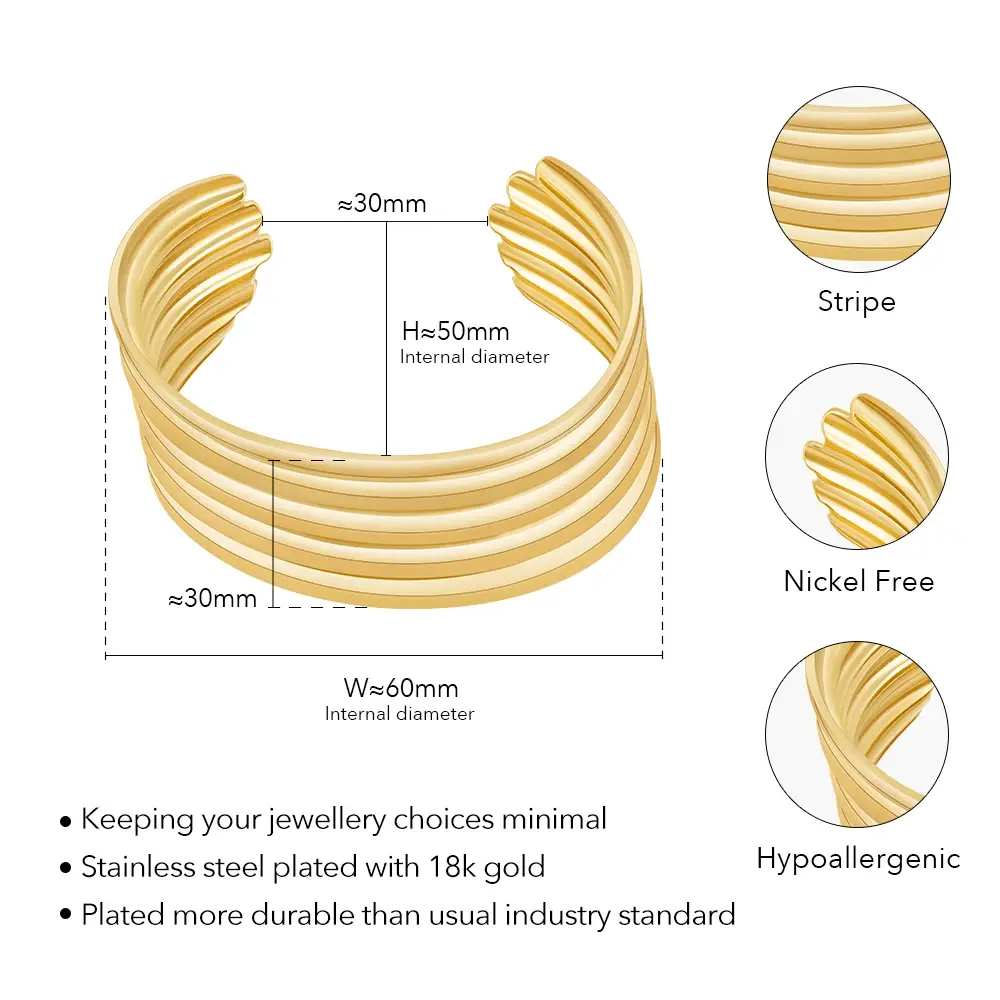 ≈30mm
H≈50mm
Internal diameter
≈30mm
W≈60mm
Internal diameter
Stripe
Nickel Free
Hypoallergenic
• Keeping your jewellery choices minimal
• Stainless steel plated with 18k gold
• Plated more durable than usual industry standard